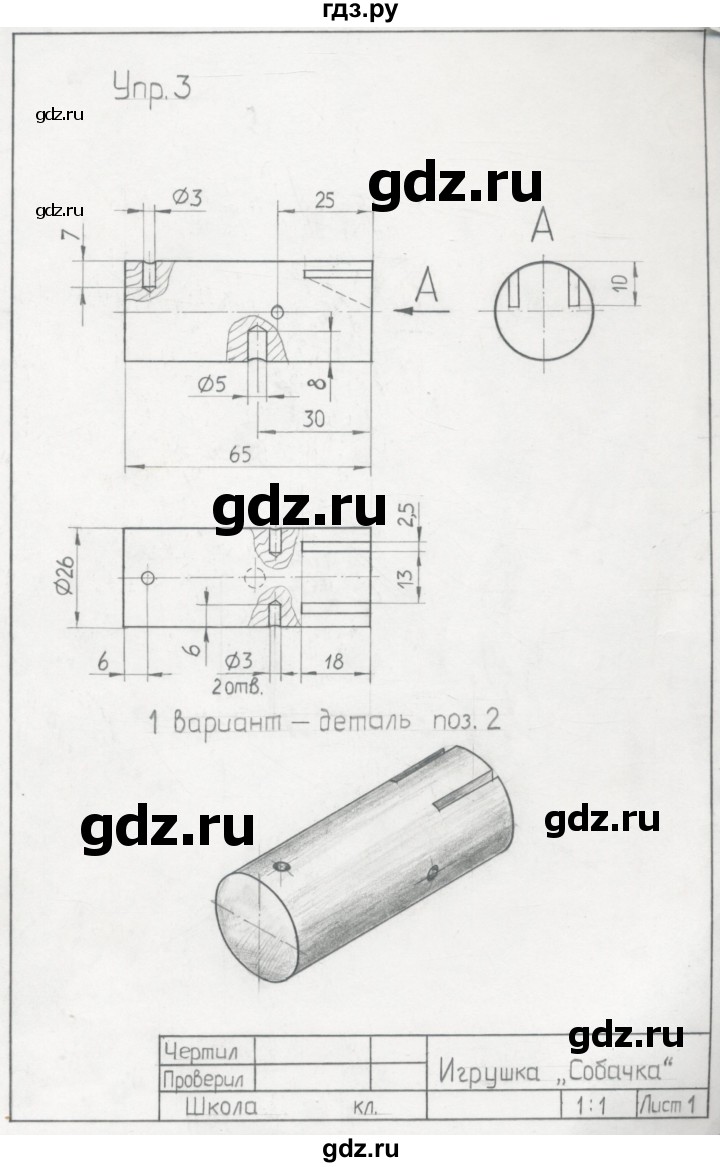 гдз.ру
Упр. 3
gdz.ru
gdz.ru
gdz.ru
Ø3
25
A
7
A
10
Ø5
8
30
65
gdz.ru
2,5
Ø26
13
6
6
Ø3
18
2 отв.
1 вариант – деталь поз. 2
gdz.ru
gdz.ru
gdz.ru
Чертил
Проверил
Игрушка „Собачка“
Школа кл.
1:1
Лист 1
gdz.ru